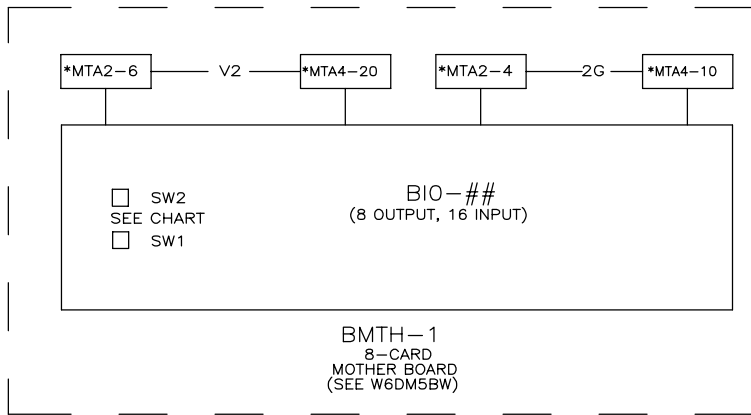 *MTA2-6 V2 *MTA4-20 *MTA2-4 2G *MTA4-10
SW2
SEE CHART
SW1
BIO-##
(8 OUTPUT, 16 INPUT)
BMTH-1
8-CARD
MOTHER BOARD
(SEE W6DM5BW)